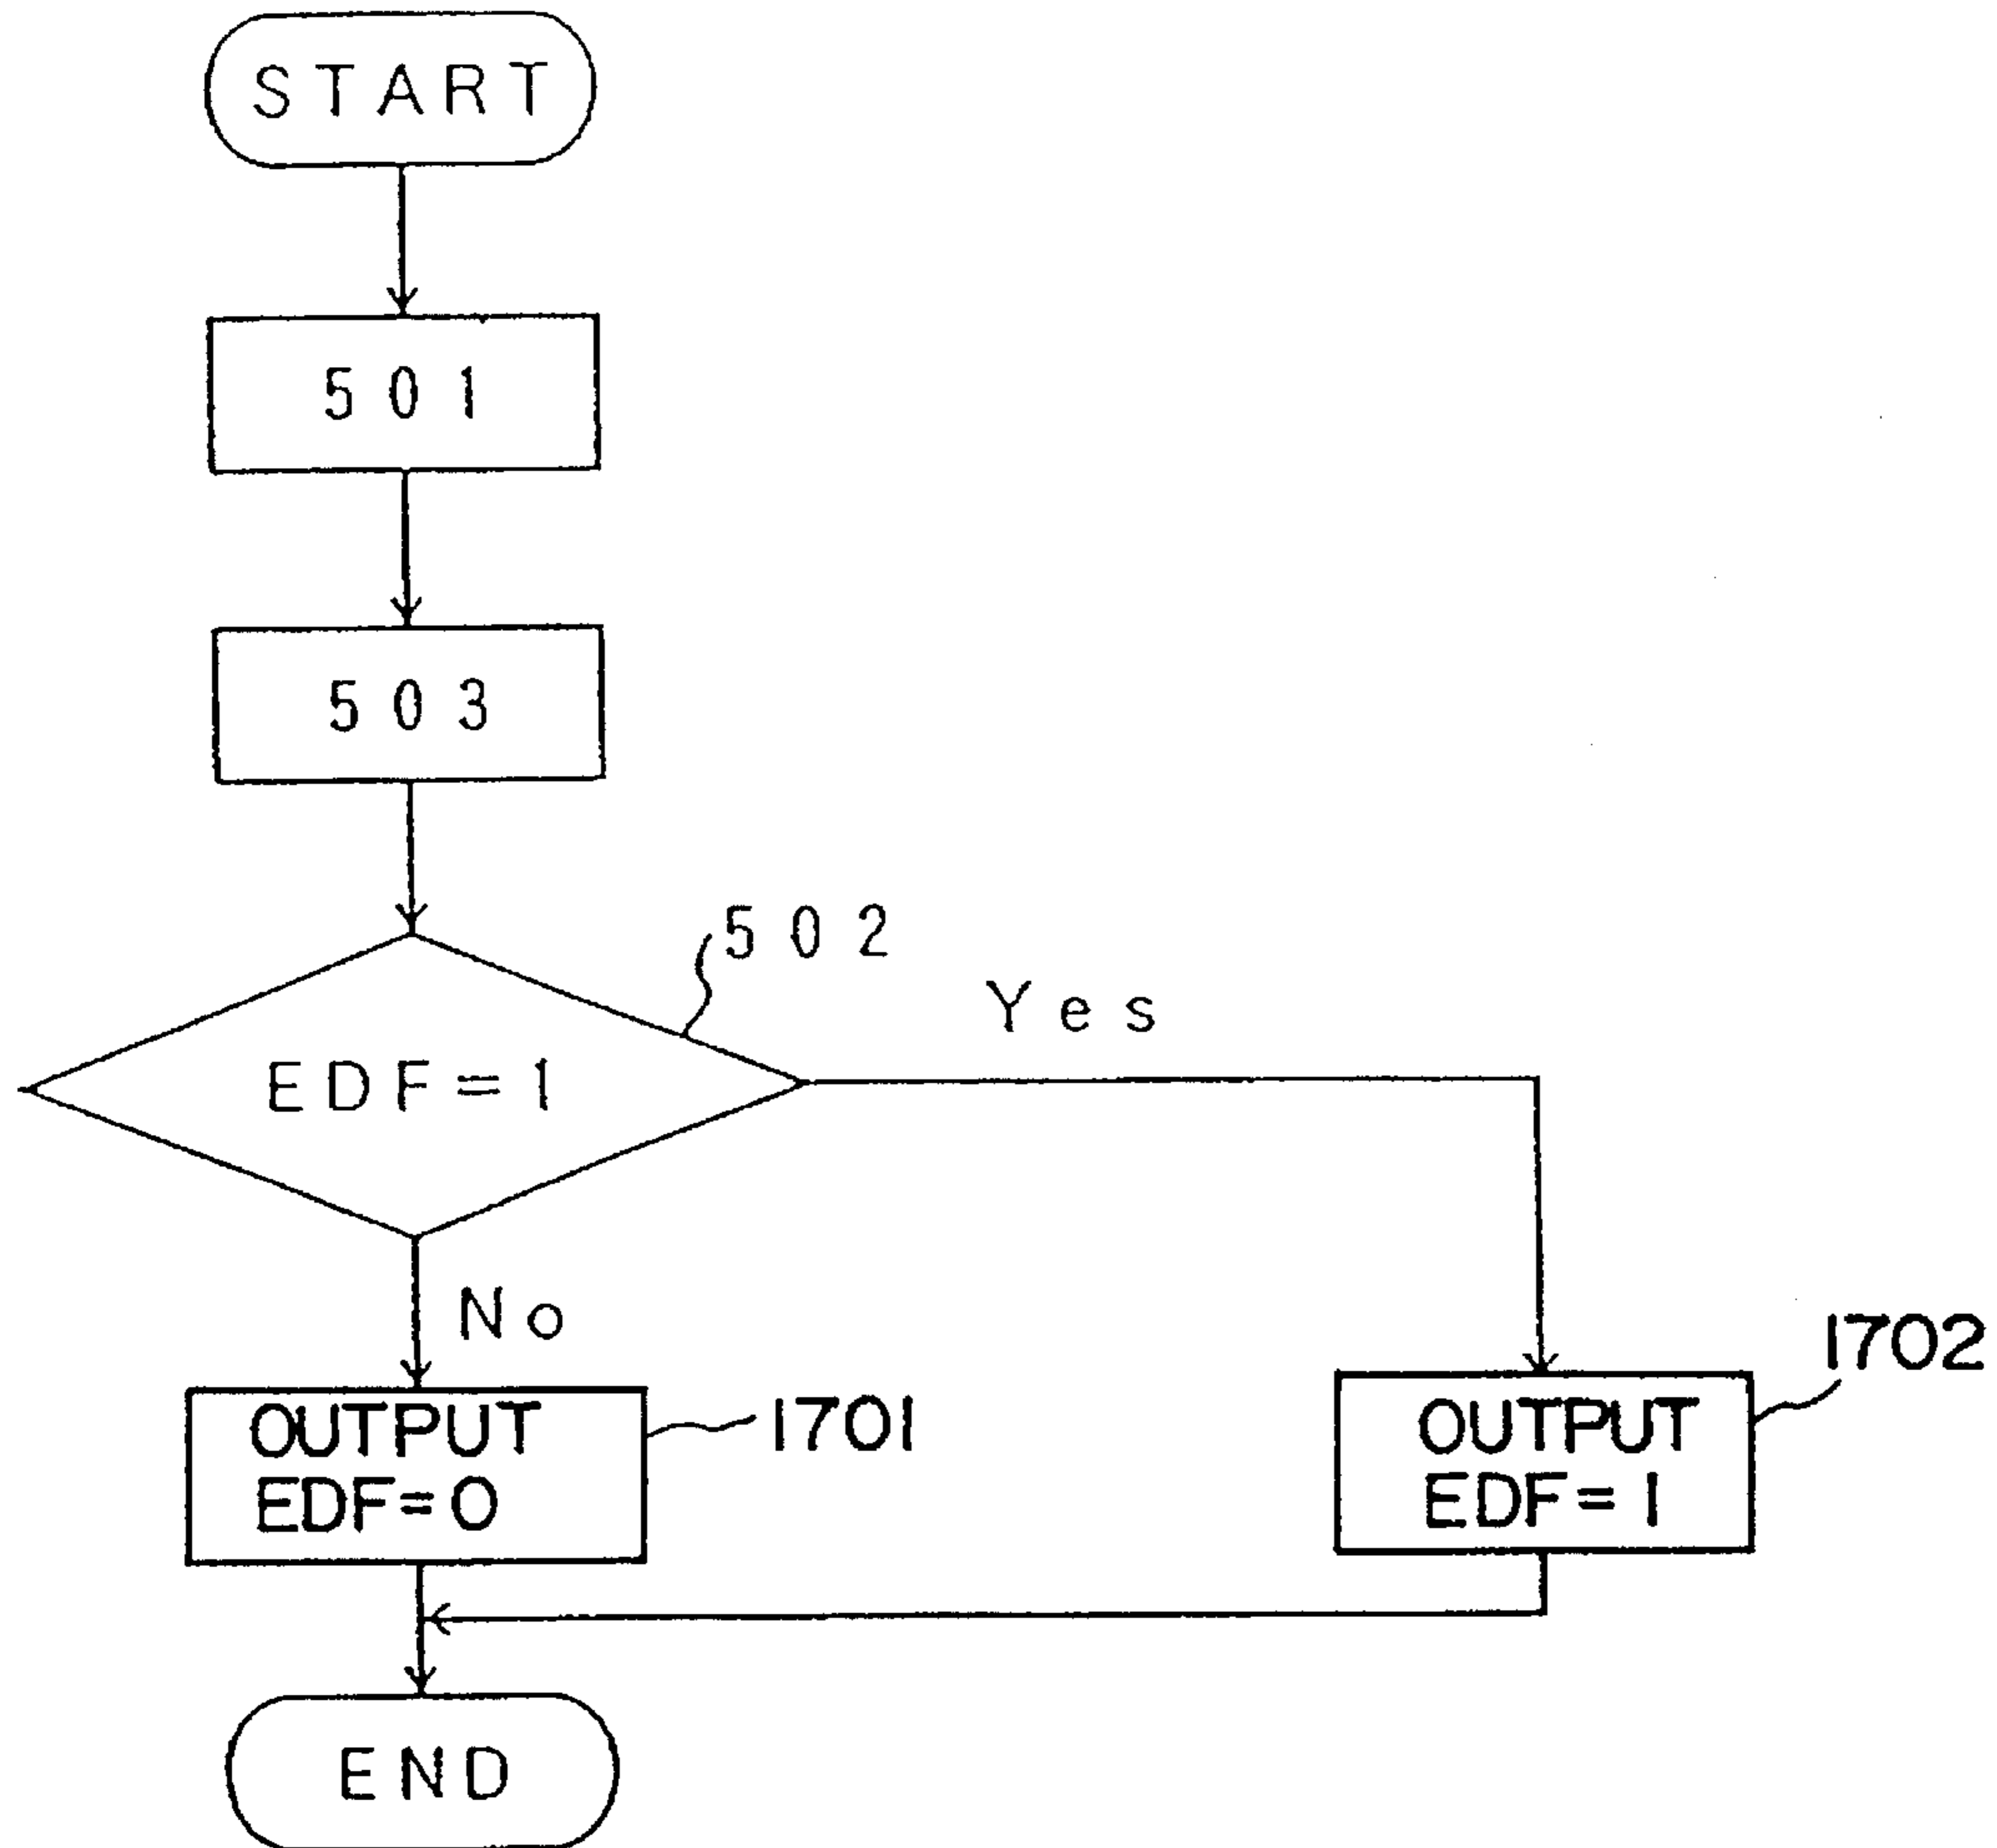 START
501
503
502
Yes
EDF=1
No
OUTPUT
EDF=0
1701
OUTPUT
EDF=1
1702
END